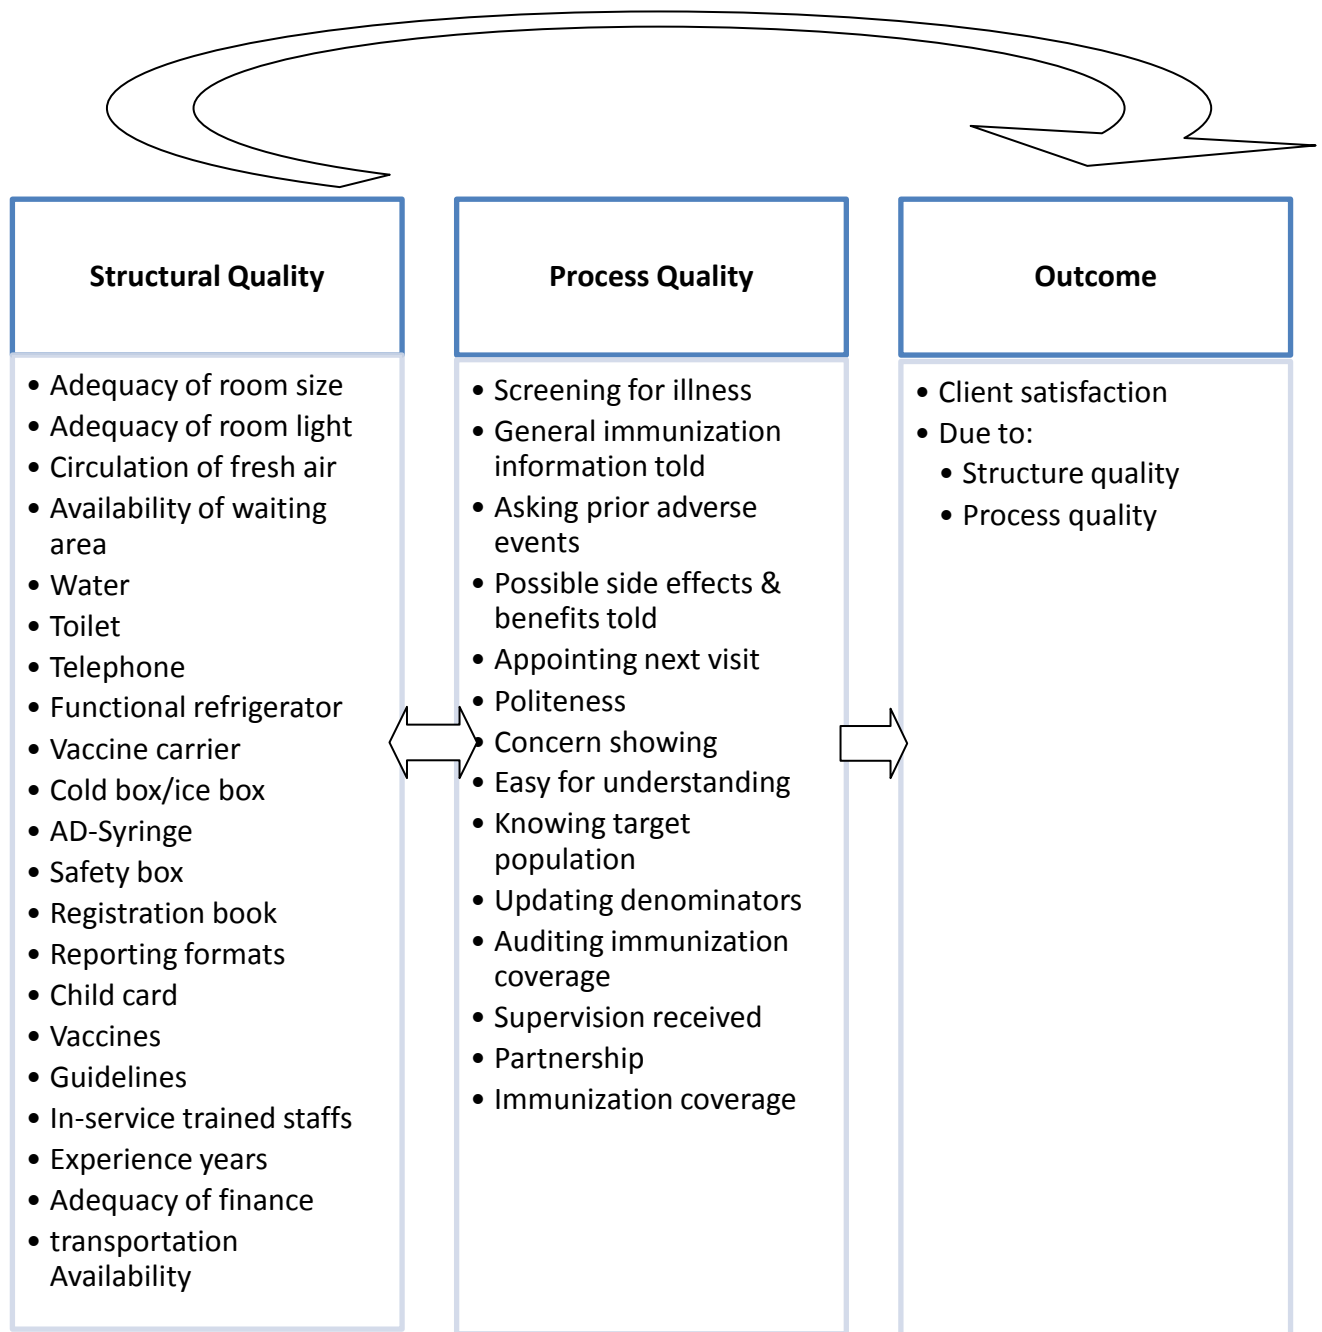 Structural Quality
• Adequacy of room size
• Adequacy of room light
• Circulation of fresh air
• Availability of waiting
area
• Water
• Toilet
• Telephone
• Functional refrigerator
• Vaccine carrier
• Cold box/ice box
• AD-Syringe
• Safety box
• Registration book
• Reporting formats
• Child card
• Vaccines
• Guidelines
• In-service trained staffs
• Experience years
• Adequacy of finance
• transportation
Availability
Process Quality
• Screening for illness
• General immunization
information told
• Asking prior adverse
events
• Possible side effects &
benefits told
• Appointing next visit
• Politeness
• Concern showing
• Easy for understanding
• Knowing target
population
• Updating denominators
• Auditing immunization
coverage
• Supervision received
• Partnership
• Immunization coverage
Outcome
• Client satisfaction
• Due to:
• Structure quality
• Process quality